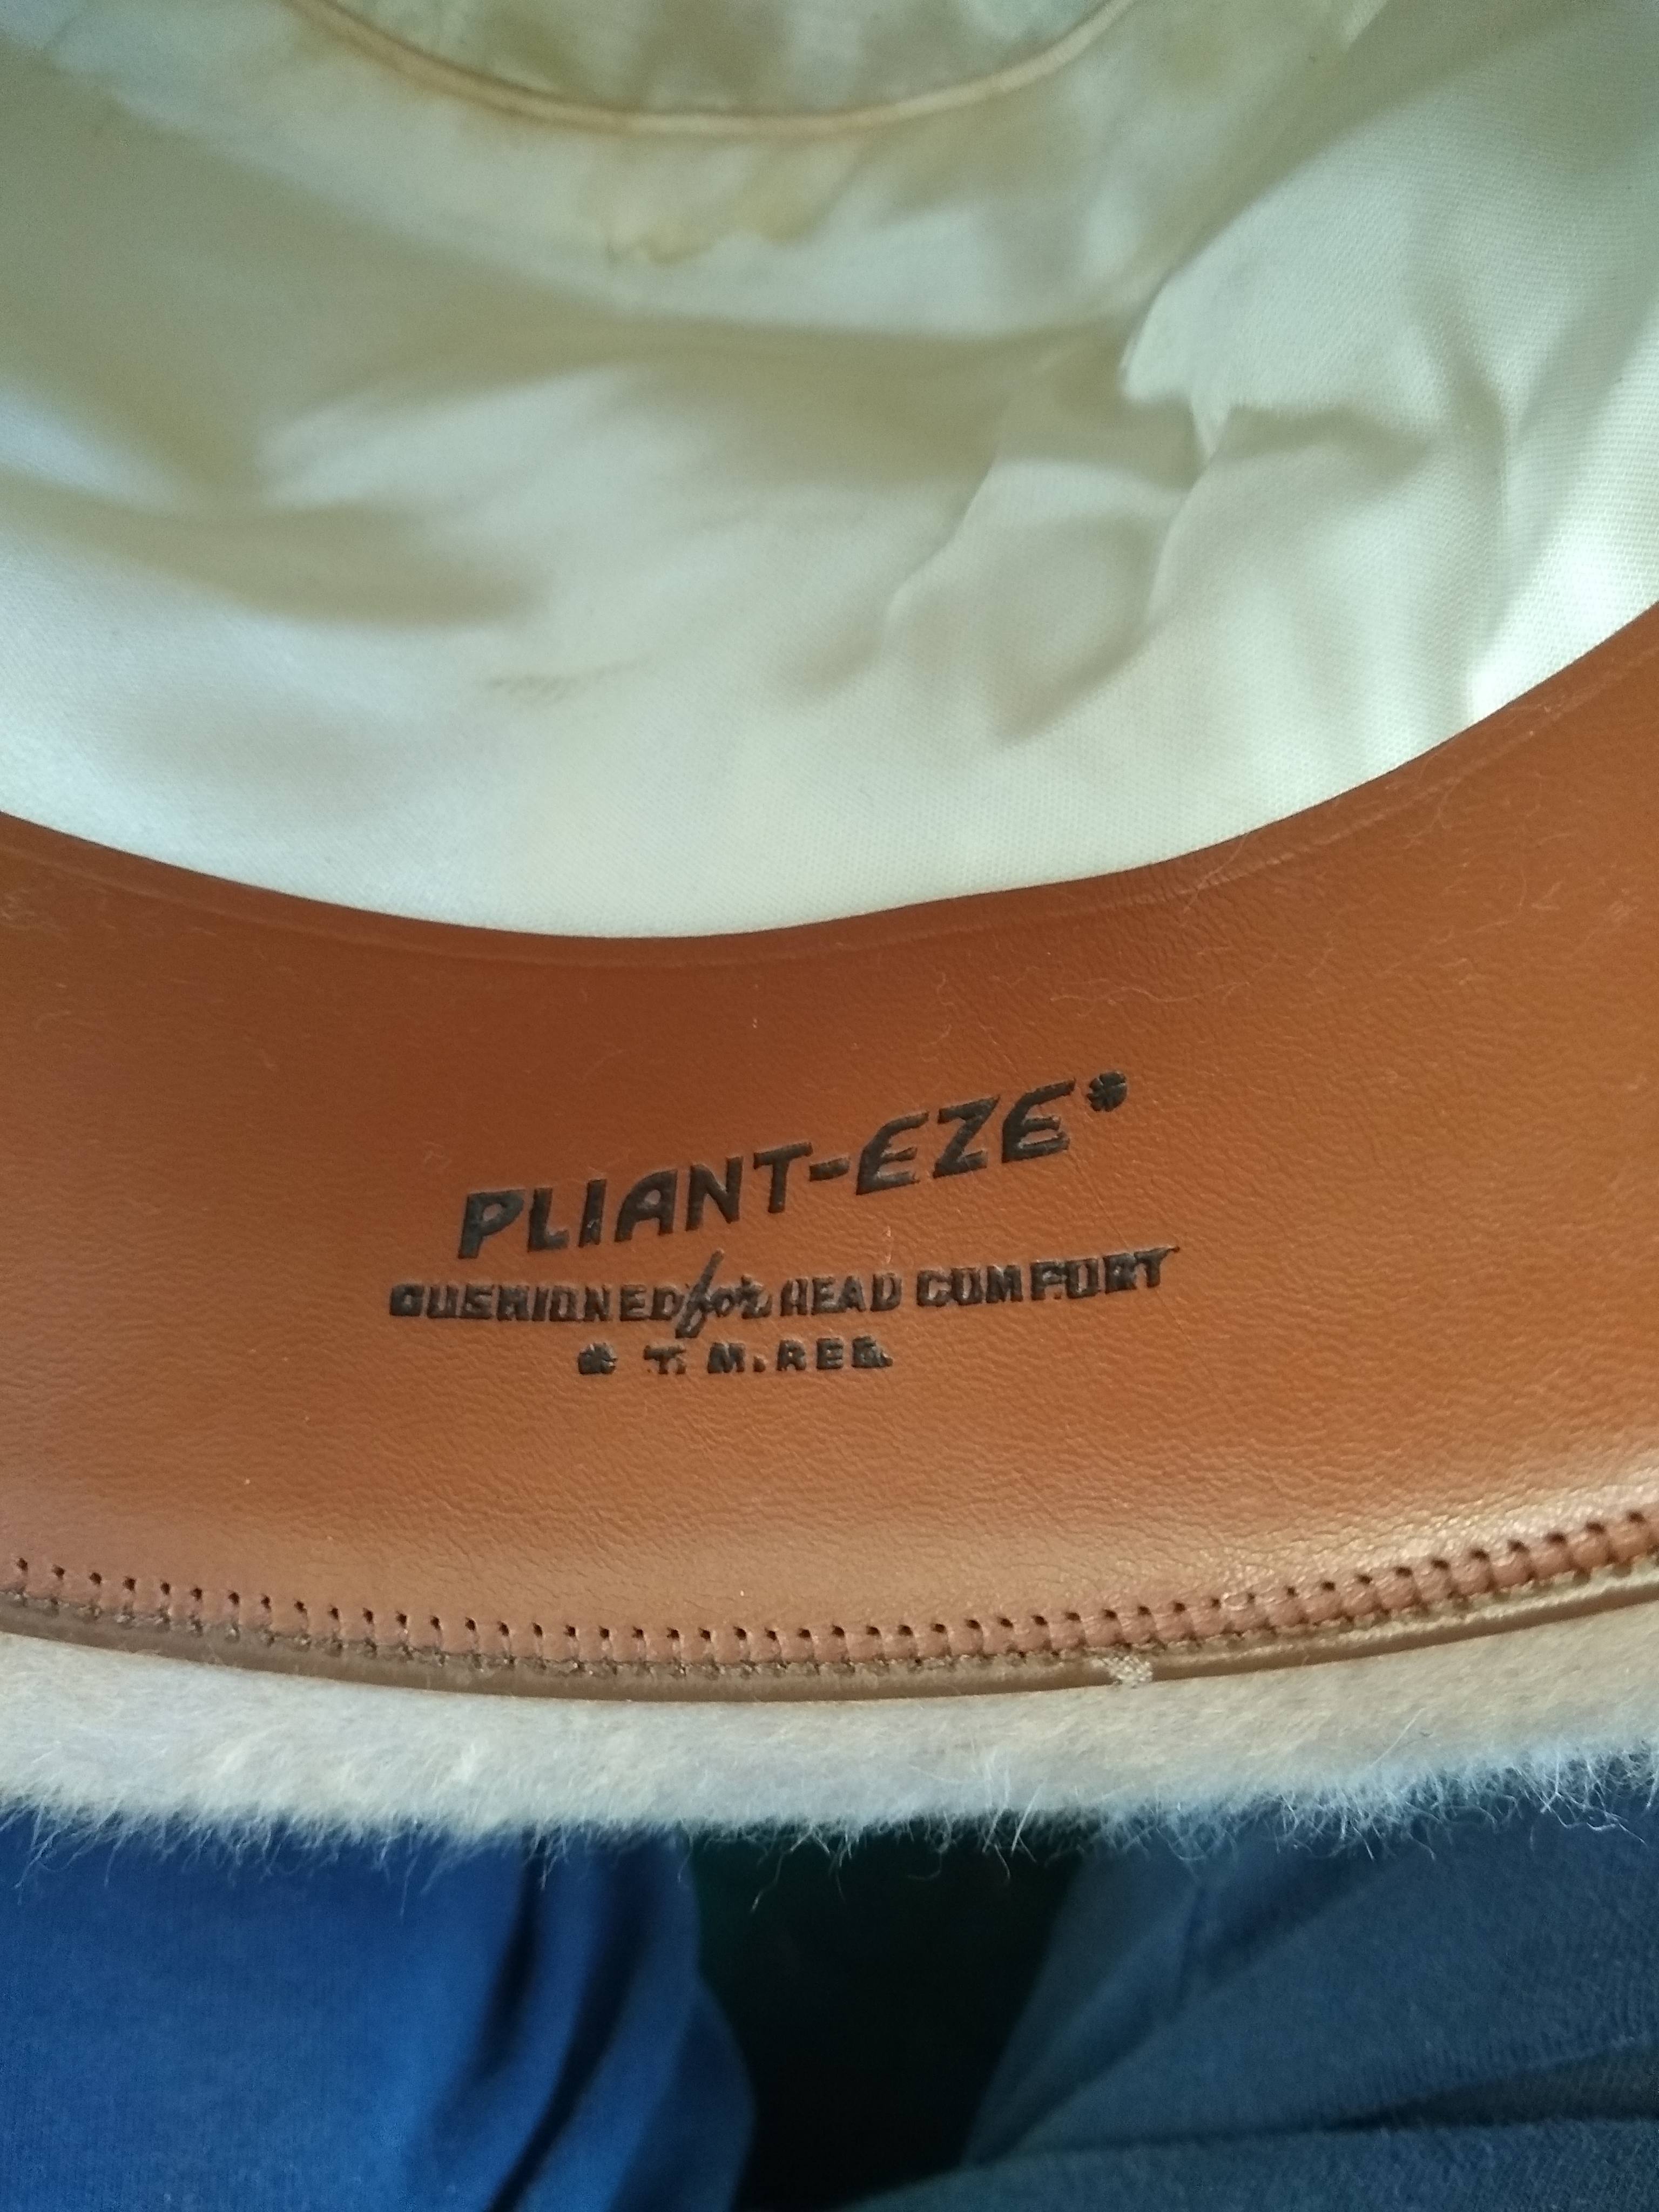 PLIANT-EZE*
CUSHIONED for HEAD COMFORT
* T. M. REG.